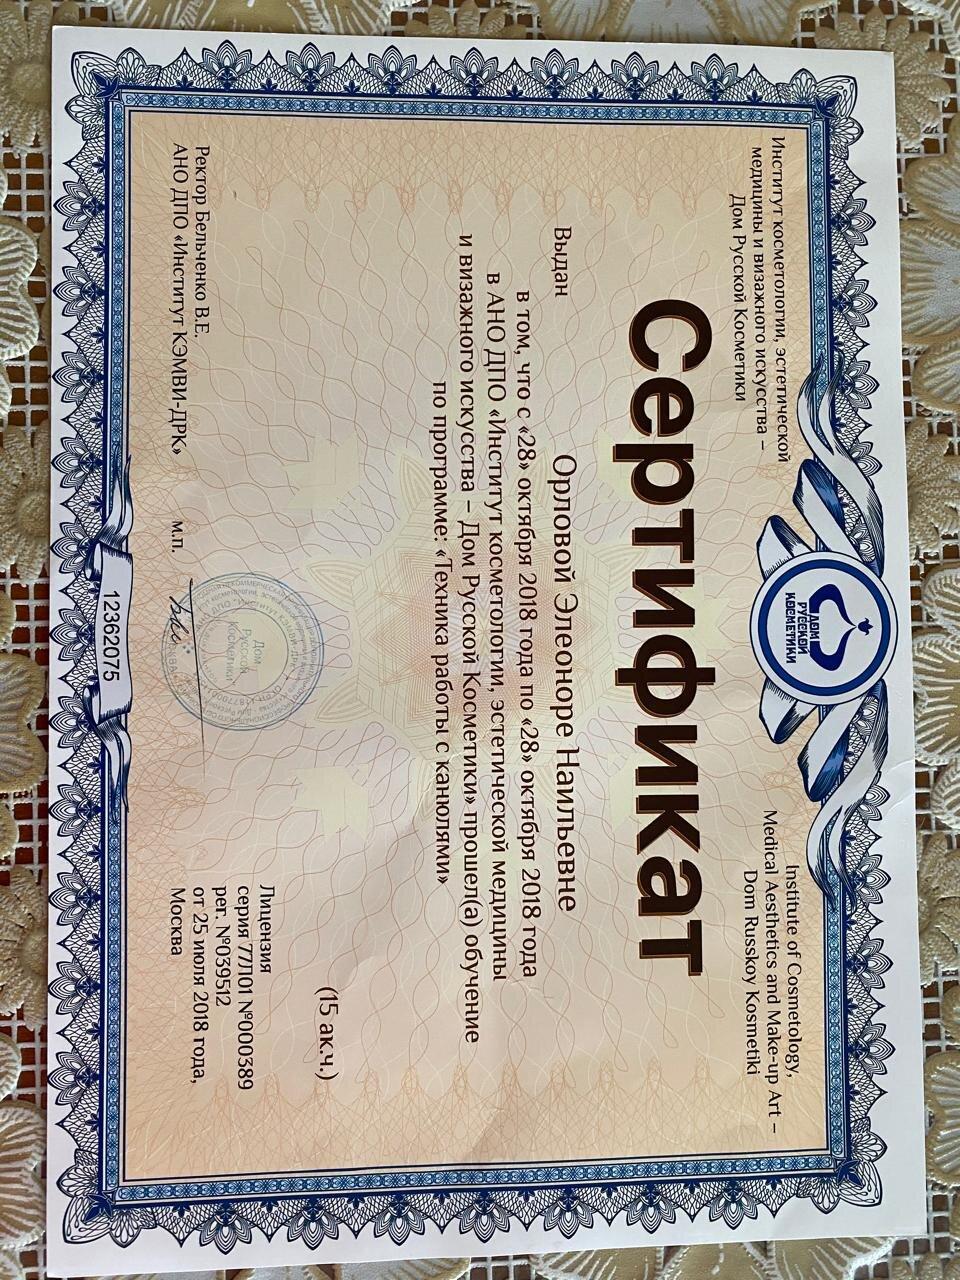 Институт косметологии, эстетической
медицины и визажного искусства –
Дом Русской Косметики
ДОМ
РУССКОЙ
КОСМЕТИКИ
Institute of Cosmetology,
Medical Aesthetics and Make-up Art –
Dom Russkoy Kosmetiki
Сертификат
Выдан Орловой Элеоноре Наильевне
в том, что с «28» октября 2018 года по «28» октября 2018 года
в АНО ДПО «Институт косметологии, эстетической медицины
и визажного искусства – Дом Русской Косметики» прошел(а) обучение
по программе: «Техника работы с канюлями»
(15 ак.ч.)
Ректор Бельченко В.Е.
АНО ДПО «Институт КЭМВИ-ДРК» м.п.
Дом
Русской
Косметики
Лицензия
серия 77Л01 №000389
рег. №039512
от 25 июля 2018 года,
Москва
12362075